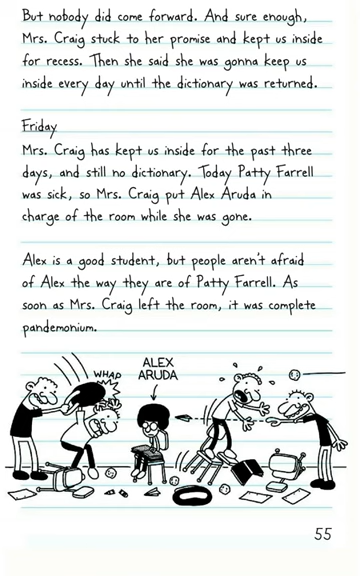 But nobody did come forward. And sure enough,
Mrs. Craig stuck to her promise and kept us inside
for recess. Then she said she was gonna keep us
inside every day until the dictionary was returned.
Friday
Mrs. Craig has kept us inside for the past three
days, and still no dictionary. Today Patty Farrell
was sick, so Mrs. Craig put Alex Aruda in
charge of the room while she was gone.
Alex is a good student, but people aren't afraid
of Alex the way they are of Patty Farrell. As
soon as Mrs. Craig left the room, it was complete
pandemonium.
WHAP
ALEX
ARUDA
55